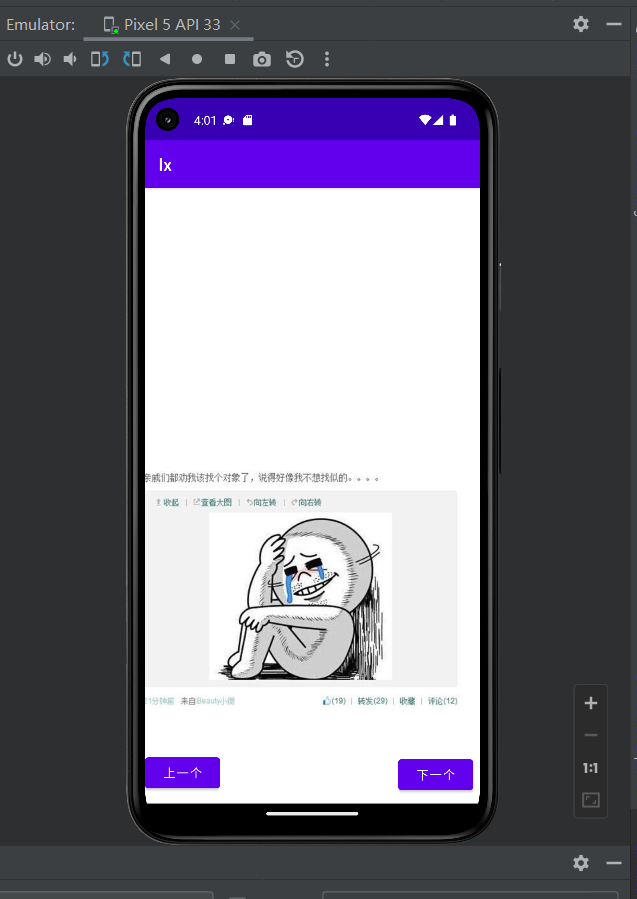 Emulator: Pixel 5 API 33
4:01
lx
亲戚们都劝我该找个对象了，说得好像我不想找似的。。。。
收起 | 查看大图 | 向左转 | 向右转
21分钟前 来自Beauty小微
(19) | 转发(29) | 收藏 | 评论(12)
上一个
下一个
1:1